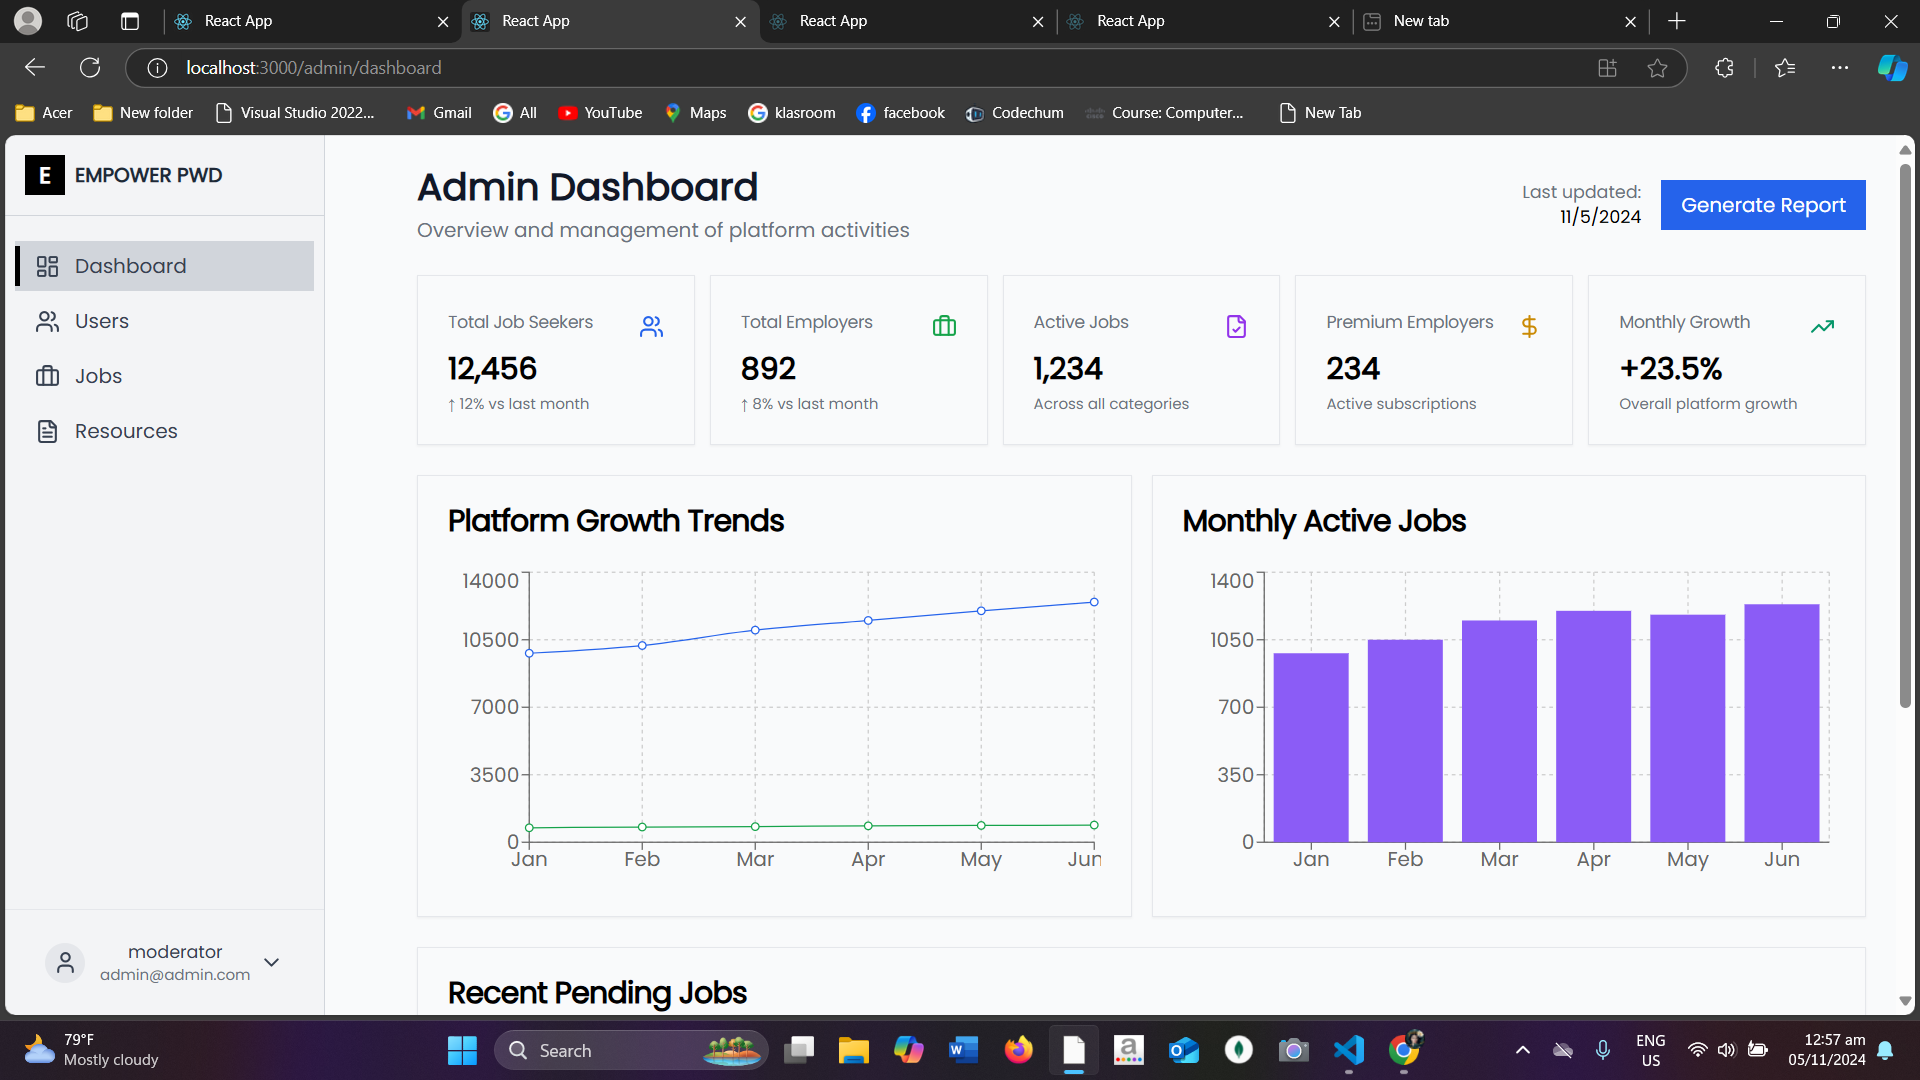 React App
React App
React App
React App
New tab
localhost:3000/admin/dashboard
Acer
New folder
Visual Studio 2022...
Gmail
All
YouTube
Maps
klasroom
facebook
Codechum
Course: Computer...
New Tab
E
EMPOWER PWD
Dashboard
Users
Jobs
Resources
moderator
admin@admin.com
Admin Dashboard
Overview and management of platform activities
Last updated:
11/5/2024
Generate Report
Total Job Seekers
12,456
↑ 12% vs last month
Total Employers
892
↑ 8% vs last month
Active Jobs
1,234
Across all categories
Premium Employers
234
Active subscriptions
Monthly Growth
+23.5%
Overall platform growth
Platform Growth Trends
14000
10500
7000
3500
0
Jan Feb Mar Apr May Jun
Monthly Active Jobs
1400
1050
700
350
0
Jan Feb Mar Apr May Jun
Recent Pending Jobs
79°F
Mostly cloudy
Search
ENG
US
12:57 am
05/11/2024